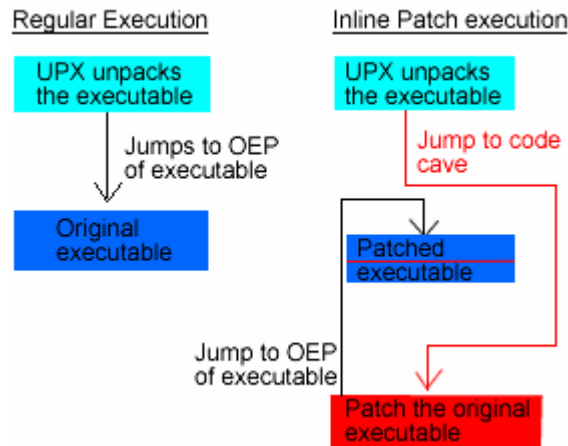 Regular Execution
UPX unpacks
the executable
Jumps to OEP
of executable
Original
executable
Inline Patch execution
UPX unpacks
the executable
Jump to code
cave
Patched
executable
Jump to OEP
of executable
Patch the original
executable